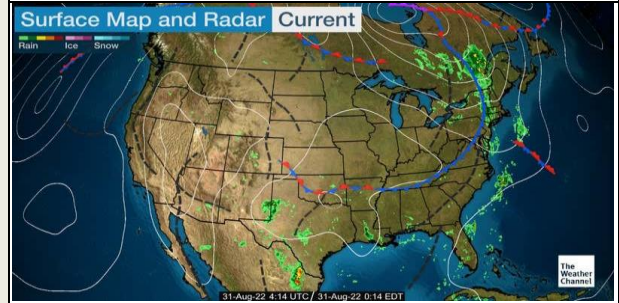 Surface Map and Radar Current
Rain Ice Snow
The
Weather
Channel
31-Aug-22 4:14 UTC / 31-Aug-22 0:14 EDT